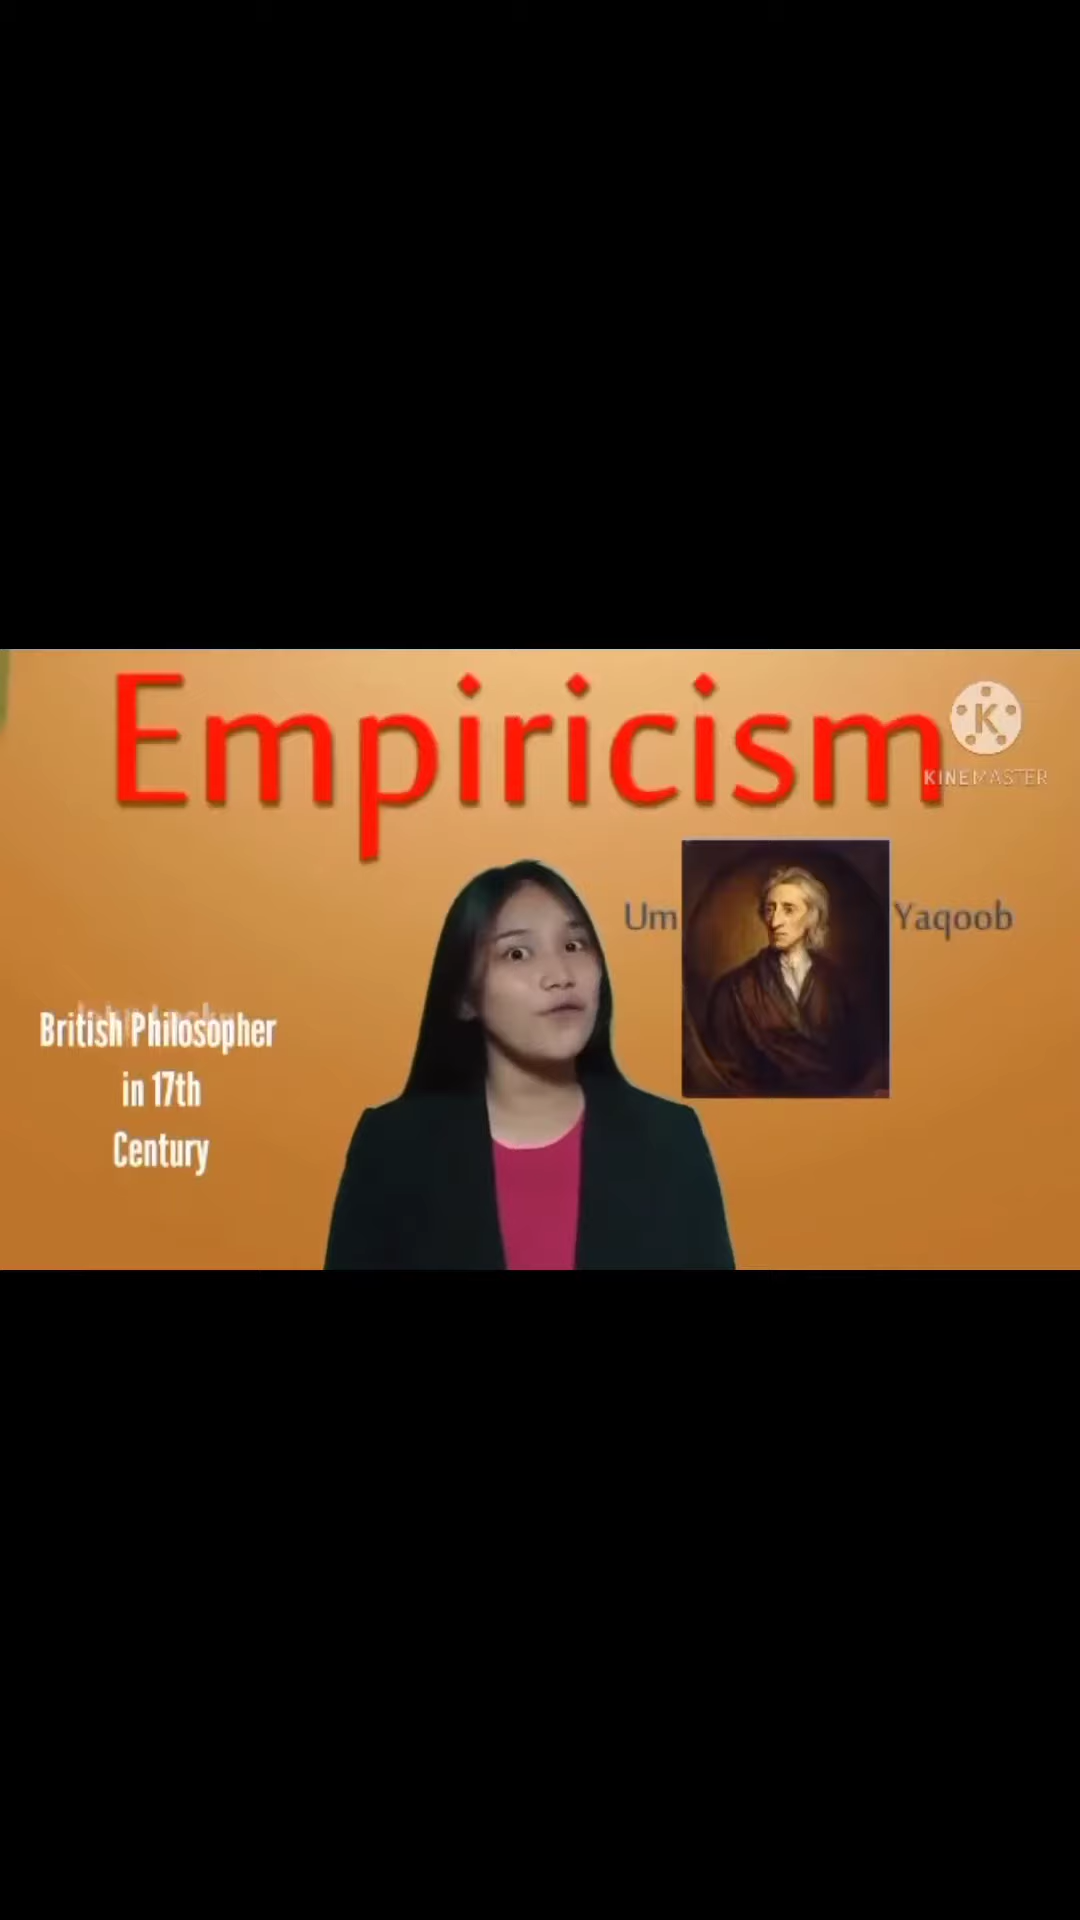 Empiricism
KINEMASTER
Um Yaqoob
British Philosopher
in 17th
Century